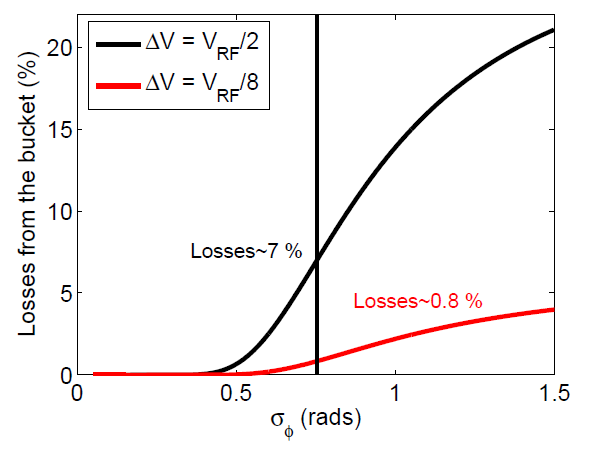 ΔV = V_RF/2
ΔV = V_RF/8
Losses from the bucket (%)
20
15
10
5
0
Losses~7 %
Losses~0.8 %
0
0.5
1
1.5
σ_ϕ (rads)